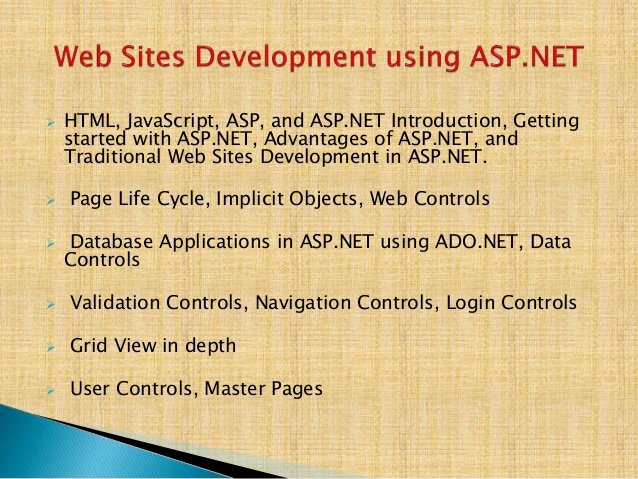 Web Sites Development using ASP.NET
HTML, JavaScript, ASP, and ASP.NET Introduction, Getting
started with ASP.NET, Advantages of ASP.NET, and
Traditional Web Sites Development in ASP.NET.
Page Life Cycle, Implicit Objects, Web Controls
Database Applications in ASP.NET using ADO.NET, Data
Controls
Validation Controls, Navigation Controls, Login Controls
Grid View in depth
User Controls, Master Pages